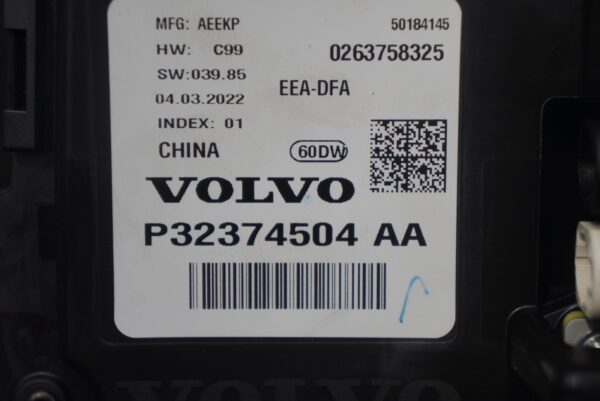 MFG: AEEKP 50184145
HW: C99 0263758325
SW:039.85
EEA-DFA
04.03.2022
INDEX: 01
CHINA 60DW
VOLVO
P32374504 AA
VOLVO